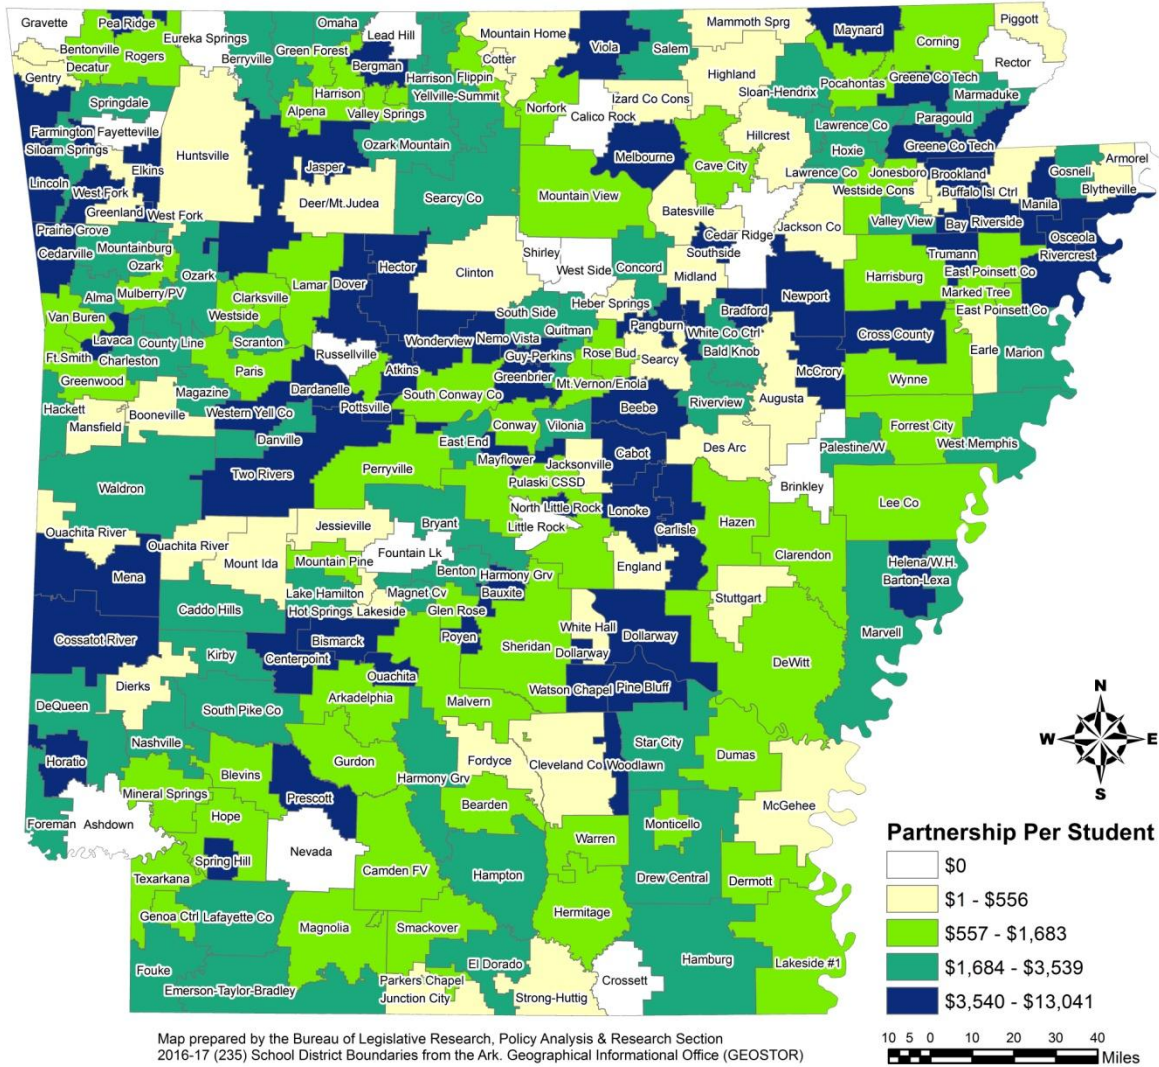 Gravette
Pea Ridge
Eureka Springs
Omaha
Lead Hill
Mammoth Sprg
Piggott
Bentonville
Rogers
Berryville
Green Forest
Bergman
Mountain Home
Viola
Salem
Maynard
Corning
Decatur
Cotter
Rector
Gentry
Harrison
Harrison
Flippin
Highland
Pocahontas
Greene Co Tech
Springdale
Alpena
Valley Springs
Yellville-Summit
Norfork
Izard Co Cons
Sloan-Hendrix
Marmaduke
Calico Rock
Paragould
Farmington
Fayetteville
Lawrence Co
Siloam Springs
Huntsville
Ozark Mountain
Hillcrest
Greene Co Tech
Elkins
Jasper
Melbourne
Cave City
Hoxie
Armorel
Lincoln
West Fork
Lawrence Co
Jonesboro
Brookland
Gosnell
Greenland
West Fork
Deer/Mt.Judea
Searcy Co
Mountain View
Westside Cons
Buffalo Isl Ctrl
Blytheville
Batesville
Manila
Prairie Grove
Jackson Co
Valley View
Bay
Riverside
Cedarville
Mountainburg
Cedar Ridge
Osceola
Ozark
Ozark
Hector
Clinton
Shirley
West Side
Concord
Southside
Trumann
Rivercrest
Alma
Mulberry/PV
Lamar
Dover
Midland
Newport
Harrisburg
East Poinsett Co
Clarksville
Heber Springs
Marked Tree
Van Buren
Westside
South Side
Bradford
East Poinsett Co
Lavaca
County Line
Scranton
Wonderview
Nemo Vista
Quitman
Pangburn
White Co Ctrl
Cross County
Ft.Smith
Charleston
Russellville
Guy-Perkins
Rose Bud
Searcy
Bald Knob
Earle
Marion
Greenwood
Paris
Atkins
Greenbrier
McCrory
Magazine
Dardanelle
South Conway Co
Mt.Vernon/Enola
Wynne
Hackett
Booneville
Western Yell Co
Pottsville
Beebe
Riverview
Augusta
Mansfield
Danville
Conway
Vilonia
Forrest City
East End
Palestine/W
West Memphis
Two Rivers
Perryville
Mayflower
Jacksonville
Cabot
Des Arc
Waldron
Pulaski CSSD
Brinkley
North Little Rock
Lonoke
Lee Co
Ouachita River
Jessieville
Bryant
Little Rock
Carlisle
Hazen
Ouachita River
Mount Ida
Mountain Pine
Fountain Lk
Clarendon
Mena
Benton
Harmony Grv
England
Helena/W.H.
Lake Hamilton
Magnet Cv
Bauxite
Barton-Lexa
Caddo Hills
Hot Springs
Lakeside
Glen Rose
Stuttgart
White Hall
Cossatot River
Bismarck
Poyen
Sheridan
Dollarway
Marvell
Kirby
Centerpoint
Dollarway
DeWitt
Ouachita
Dierks
Arkadelphia
Malvern
Watson Chapel
Pine Bluff
DeQueen
South Pike Co
Nashville
Star City
Horatio
Gurdon
Harmony Grv
Fordyce
Cleveland Co
Woodlawn
Dumas
Blevins
Mineral Springs
Prescott
Bearden
McGehee
Foreman
Ashdown
Hope
Monticello
Warren
Spring Hill
Nevada
Camden FV
Hampton
Drew Central
Dermott
Texarkana
Genoa Ctrl
Lafayette Co
Magnolia
Smackover
Hermitage
Fouke
El Dorado
Hamburg
Lakeside #1
Emerson-Taylor-Bradley
Parkers Chapel
Junction City
Strong-Huttig
Crossett
N
W
E
S
Partnership Per Student
$0
$1 - $556
$557 - $1,683
$1,684 - $3,539
$3,540 - $13,041
10 5 0 10 20 30 40
Miles
Map prepared by the Bureau of Legislative Research, Policy Analysis & Research Section
2016-17 (235) School District Boundaries from the Ark. Geographical Informational Office (GEOSTOR)